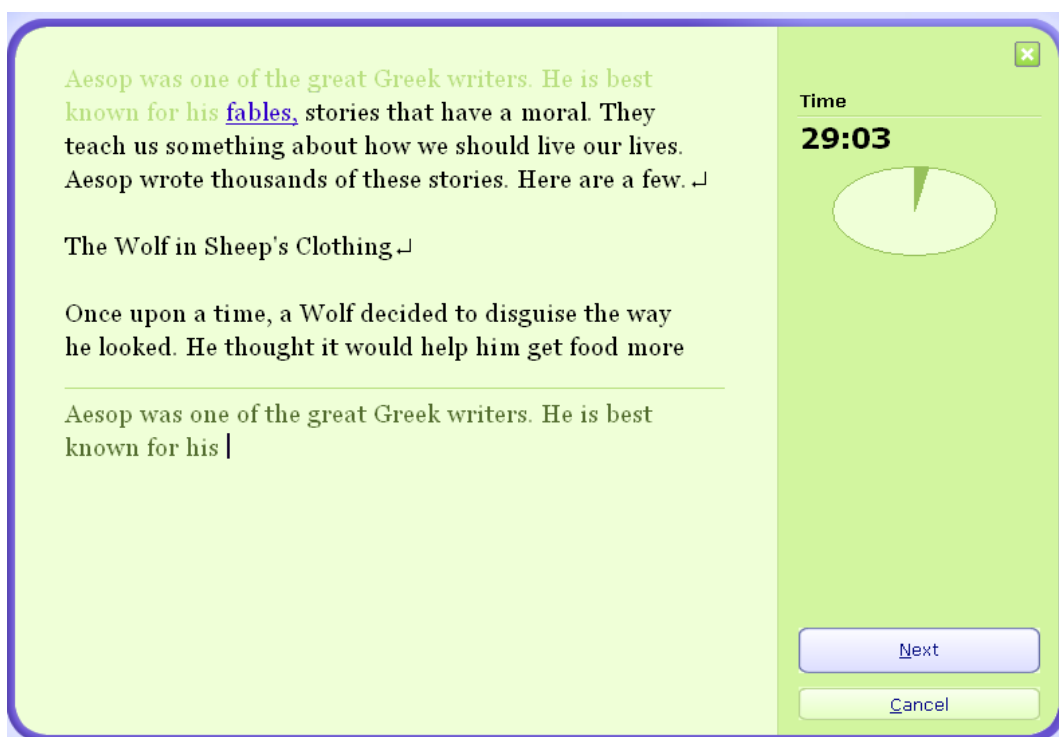 Aesop was one of the great Greek writers. He is best
known for his fables, stories that have a moral. They
teach us something about how we should live our lives.
Aesop wrote thousands of these stories. Here are a few. ↵
The Wolf in Sheep's Clothing ↵
Once upon a time, a Wolf decided to disguise the way
he looked. He thought it would help him get food more
Aesop was one of the great Greek writers. He is best
known for his
Time
29:03
Next
Cancel